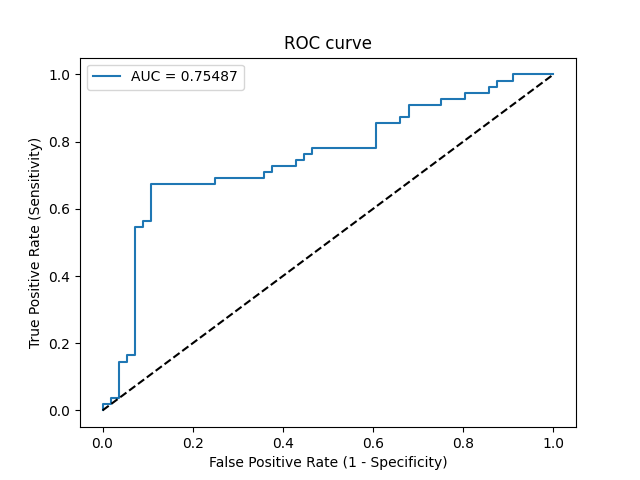 ROC curve
AUC = 0.75487
1.0
0.8
0.6
0.4
0.2
0.0
True Positive Rate (Sensitivity)
0.0 0.2 0.4 0.6 0.8 1.0
False Positive Rate (1 - Specificity)